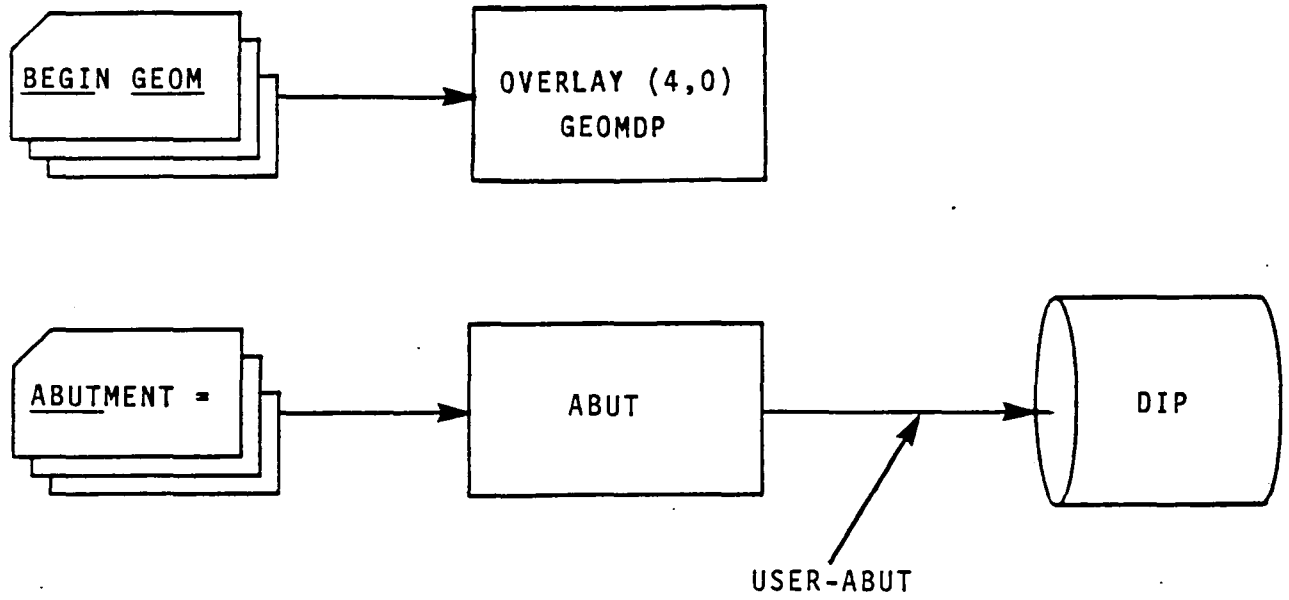 BEGIN GEOM
OVERLAY (4,0)
GEOMDP
ABUTMENT =
ABUT
DIP
USER-ABUT